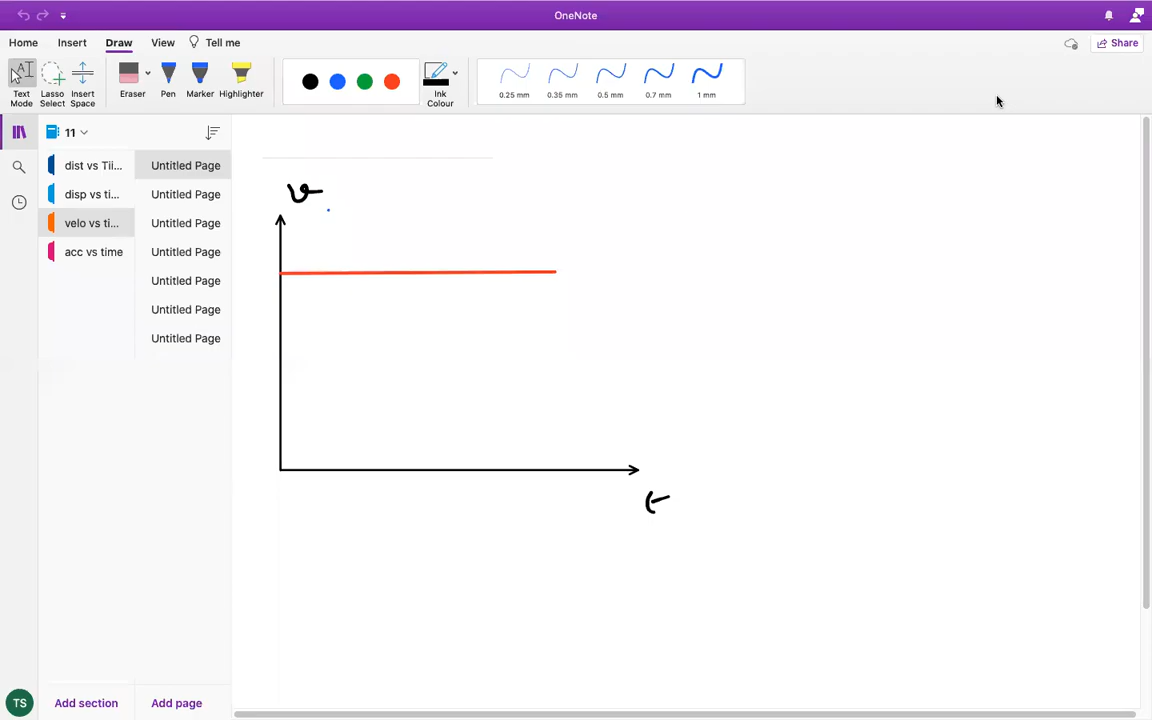 OneNote
Home Insert Draw View Tell me
Share
Text Mode
Lasso Select
Insert Space
Eraser
Pen
Marker
Highlighter
Ink Colour
0.25 mm
0.35 mm
0.5 mm
0.7 mm
1 mm
11
dist vs Tii...
disp vs ti...
velo vs ti...
acc vs time
Untitled Page
Untitled Page
Untitled Page
Untitled Page
Untitled Page
Untitled Page
Untitled Page
v
t
TS
Add section
Add page